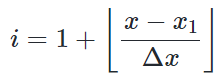 i = 1 + ⌊ (x − x₁) / Δx ⌋